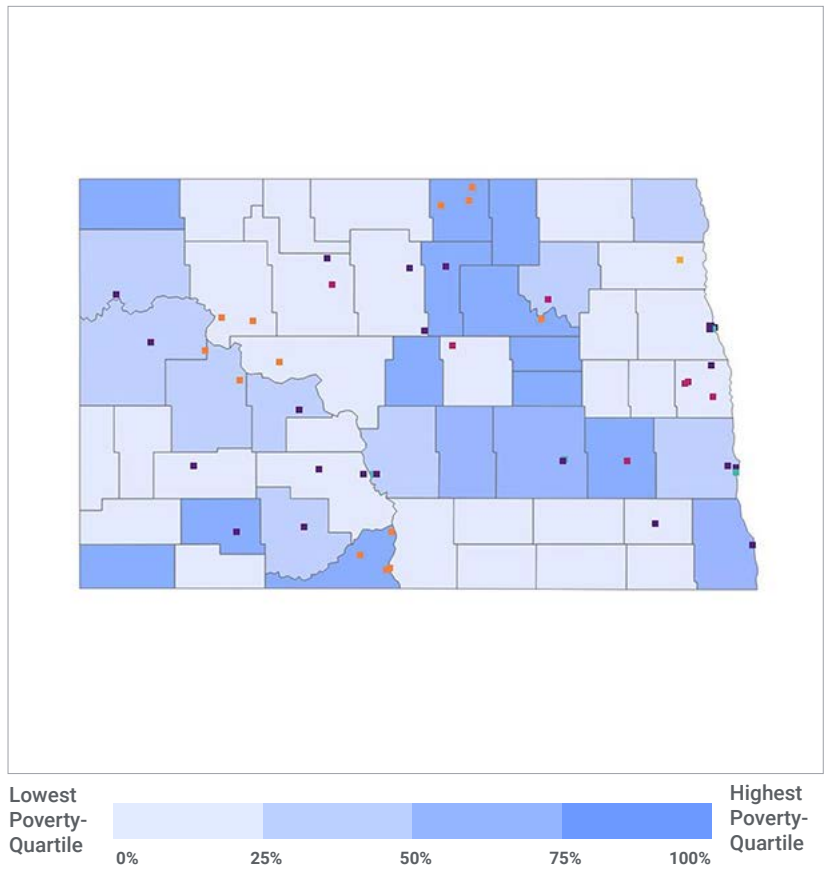 Lowest
Poverty-
Quartile
0%
25%
50%
75%
100%
Highest
Poverty-
Quartile